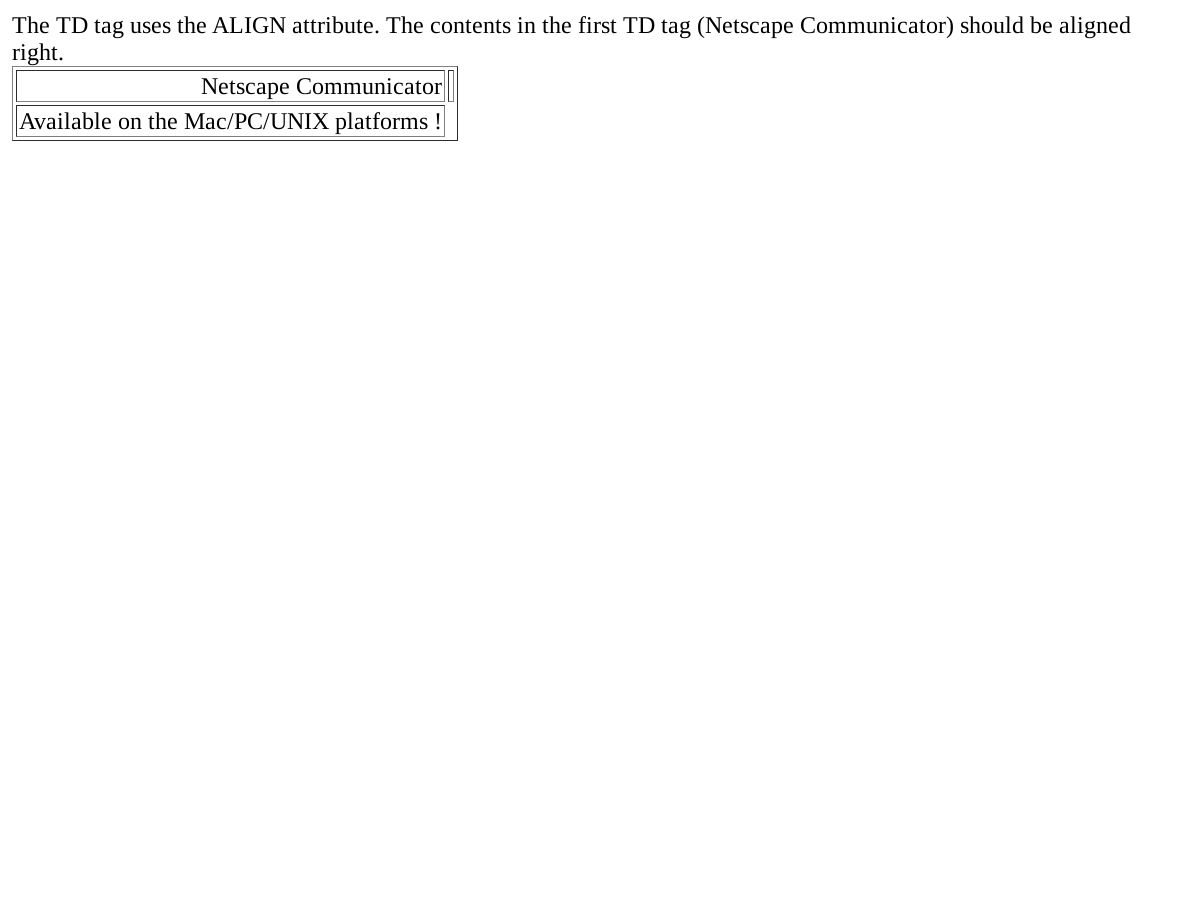 The TD tag uses the ALIGN attribute. The contents in the first TD tag (Netscape Communicator) should be aligned
right.
Netscape Communicator
Available on the Mac/PC/UNIX platforms !